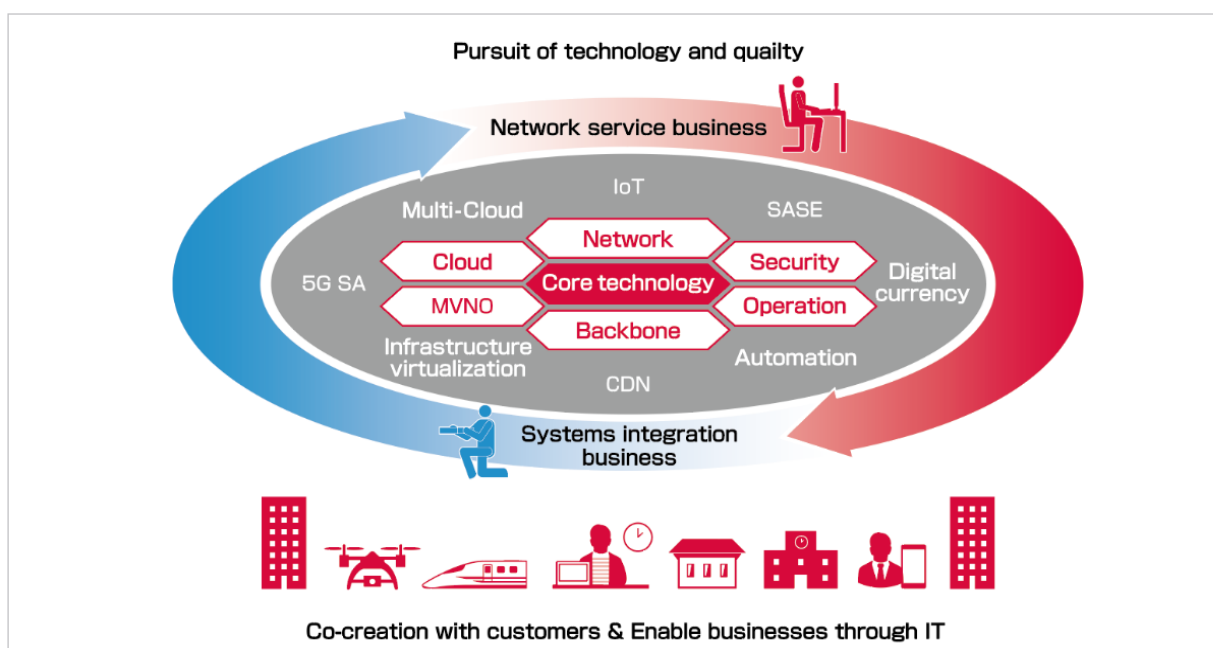 Pursuit of technology and quailty
Network service business
IoT
Multi-Cloud
SASE
Network
Cloud
Security
5G SA
Core technology
Digital
currency
MVNO
Operation
Backbone
Infrastructure
virtualization
Automation
CDN
Systems integration
business
Co-creation with customers & Enable businesses through IT